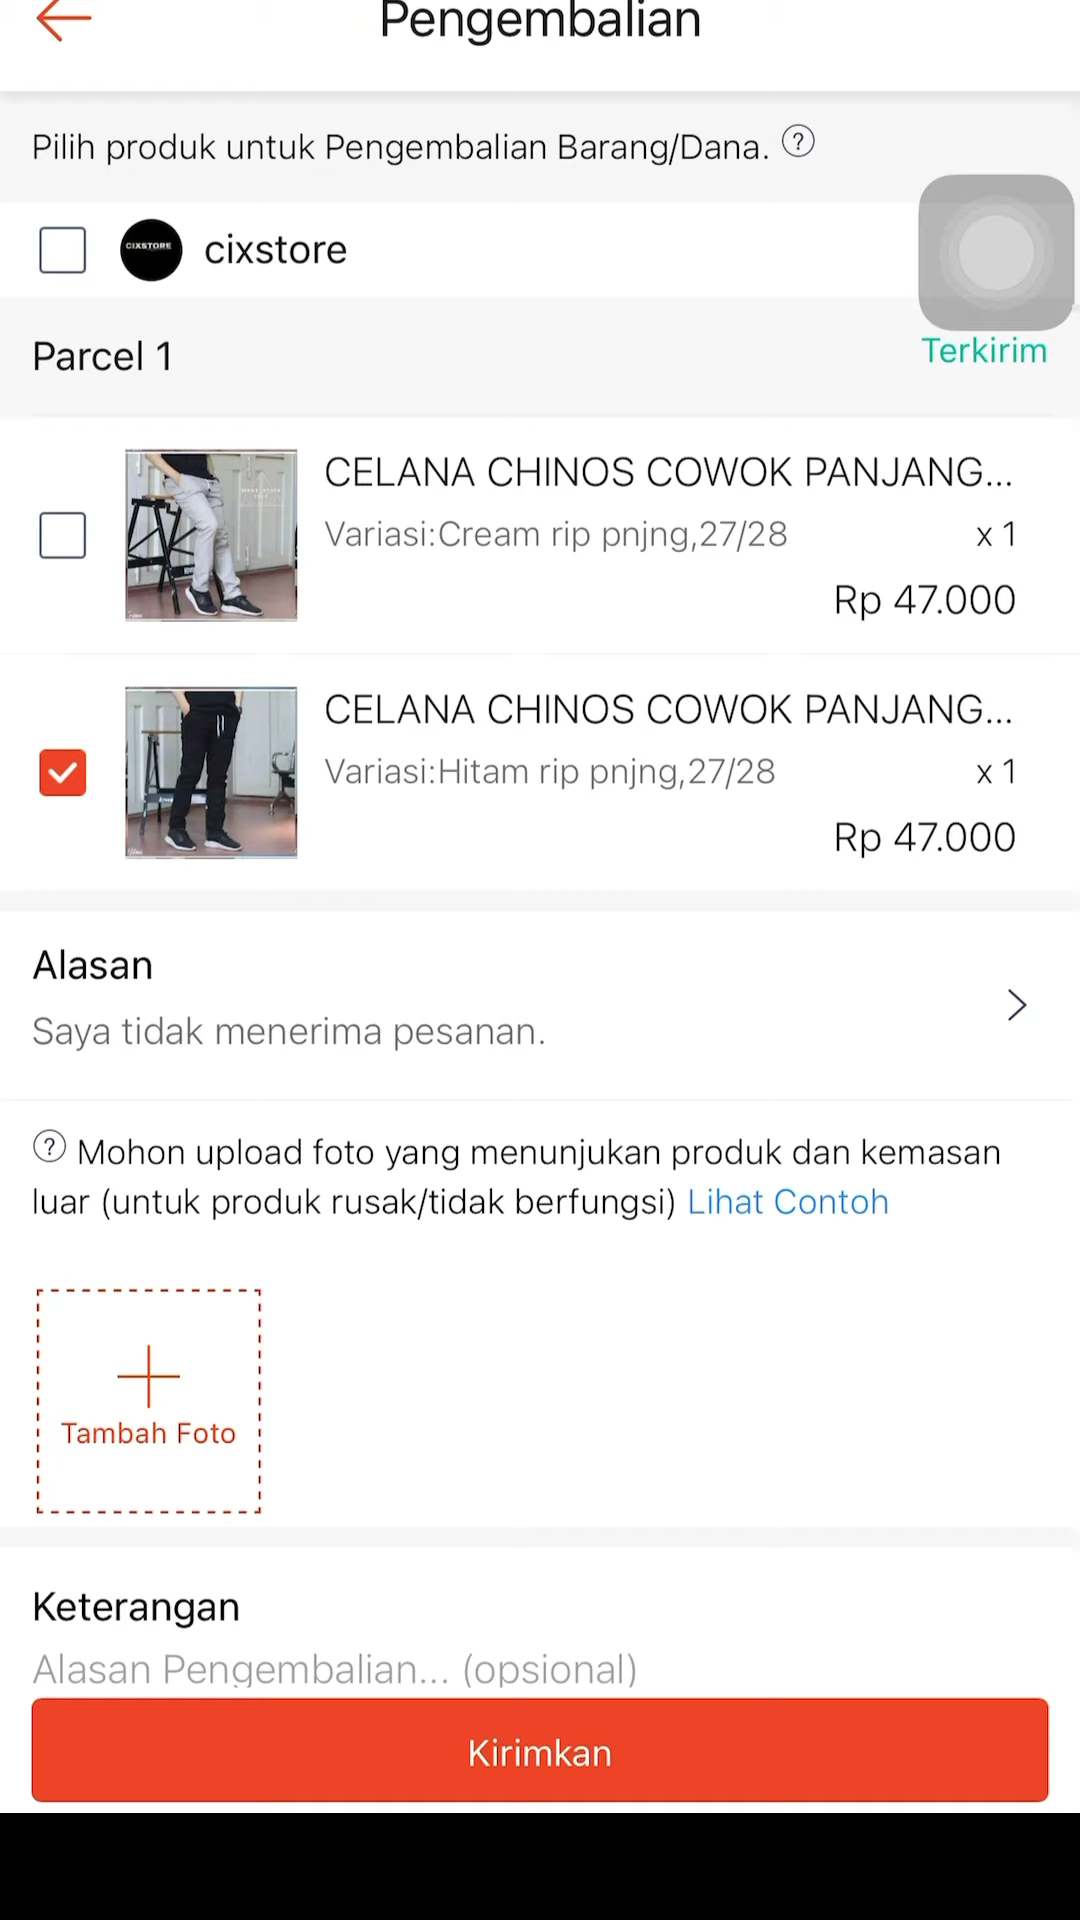 Pengembalian
Pilih produk untuk Pengembalian Barang/Dana. ?
CIXSTORE cixstore
Parcel 1
Terkirim
CELANA CHINOS COWOK PANJANG...
Variasi:Cream rip pnjng,27/28 x 1
Rp 47.000
CELANA CHINOS COWOK PANJANG...
Variasi:Hitam rip pnjng,27/28 x 1
Rp 47.000
Alasan
Saya tidak menerima pesanan.
? Mohon upload foto yang menunjukan produk dan kemasan
luar (untuk produk rusak/tidak berfungsi) Lihat Contoh
Tambah Foto
Keterangan
Alasan Pengembalian... (opsional)
Kirimkan